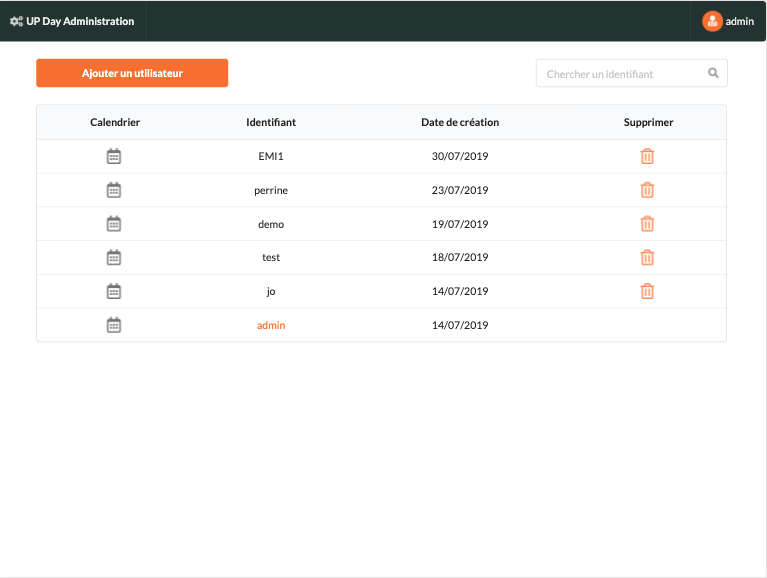 UP Day Administration admin
Ajouter un utilisateur Chercher un identifiant
Calendrier Identifiant Date de création Supprimer
EMI1 30/07/2019
perrine 23/07/2019
demo 19/07/2019
test 18/07/2019
jo 14/07/2019
admin 14/07/2019